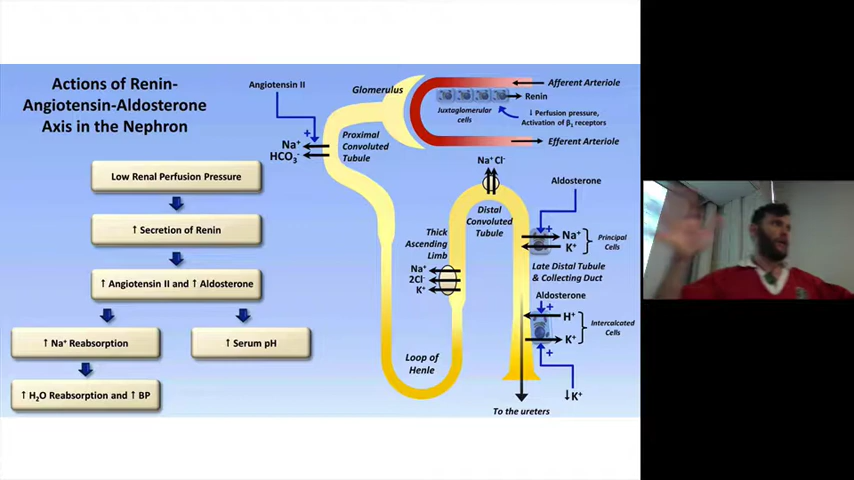 Actions of Renin-
Angiotensin-Aldosterone
Axis in the Nephron
Low Renal Perfusion Pressure
↑ Secretion of Renin
↑ Angiotensin II and ↑ Aldosterone
↑ Na⁺ Reabsorption
↑ Serum pH
↑ H₂O Reabsorption and ↑ BP
Angiotensin II
+
Na⁺
HCO₃⁻
Glomerulus
Proximal
Convoluted
Tubule
Afferent Arteriole
Renin
Juxtaglomerular
cells
↓ Perfusion pressure,
Activation of β₁ receptors
Efferent Arteriole
Na⁺ Cl⁻
Distal
Convoluted
Tubule
Thick
Ascending
Limb
Na⁺
2Cl⁻
K⁺
Loop of
Henle
Aldosterone
+
Na⁺
K⁺
Principal
Cells
Late Distal Tubule
& Collecting Duct
Aldosterone
+
H⁺
K⁺
Intercalated
Cells
+
↓K⁺
To the ureters